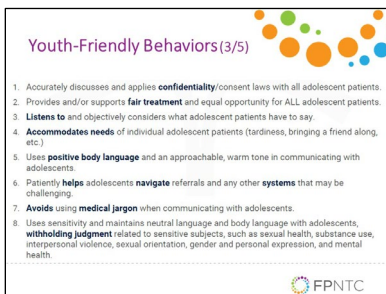 Youth-Friendly Behaviors (3/5)
1. Accurately discusses and applies confidentiality/consent laws with all adolescent patients.
2. Provides and/or supports fair treatment and equal opportunity for ALL adolescent patients.
3. Listens to and objectively considers what adolescent patients have to say.
4. Accommodates needs of individual adolescent patients (tardiness, bringing a friend along,
etc.)
5. Uses positive body language and an approachable, warm tone in communicating with
adolescents.
6. Patiently helps adolescents navigate referrals and any other systems that may be
challenging.
7. Avoids using medical jargon when communicating with adolescents.
8. Uses sensitivity and maintains neutral language and body language with adolescents,
withholding judgment related to sensitive subjects, such as sexual health, substance use,
interpersonal violence, sexual orientation, gender and personal expression, and mental
health.
FPNTC